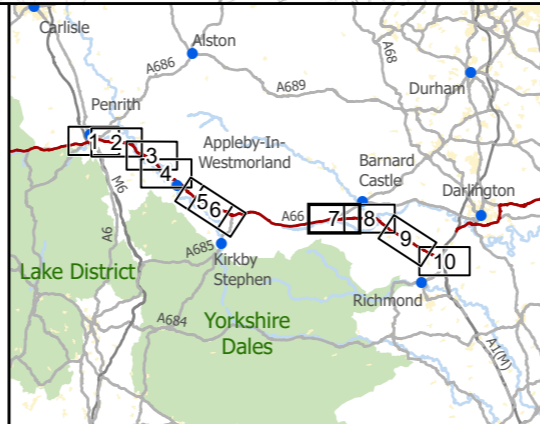 Carlisle
Alston
A68
A686
A689
Durham
Penrith
1
2
3
4
5
6
Appleby-In-
Westmorland
Barnard
Castle
Darlington
M6
A66
7
8
9
10
A6
A685
Kirkby
Stephen
Lake District
Richmond
A684
Yorkshire
Dales
A1(M)